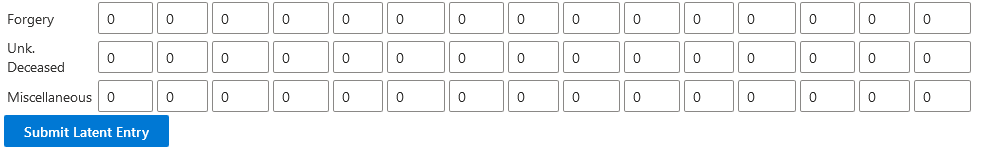 Forgery 0 0 0 0 0 0 0 0 0 0 0 0 0 0 0
Unk.
Deceased 0 0 0 0 0 0 0 0 0 0 0 0 0 0 0
Miscellaneous 0 0 0 0 0 0 0 0 0 0 0 0 0 0 0
Submit Latent Entry